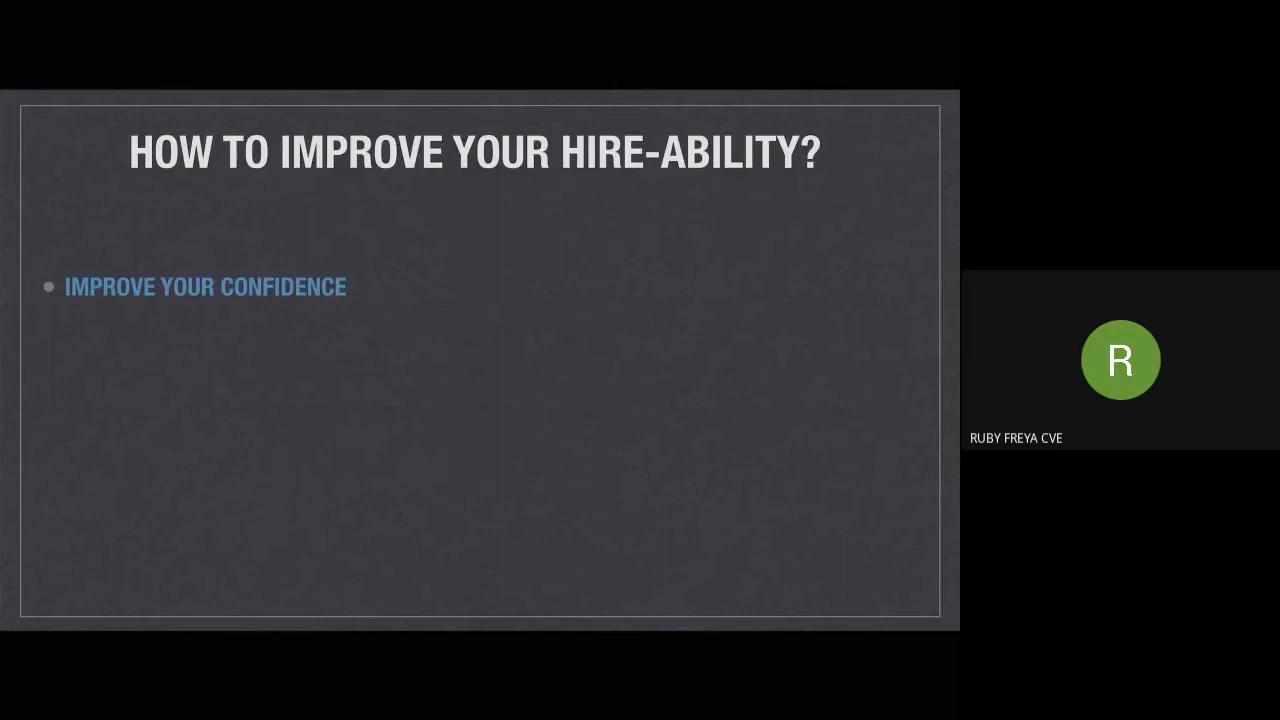 HOW TO IMPROVE YOUR HIRE-ABILITY?
• IMPROVE YOUR CONFIDENCE
R
RUBY FREYA CVE